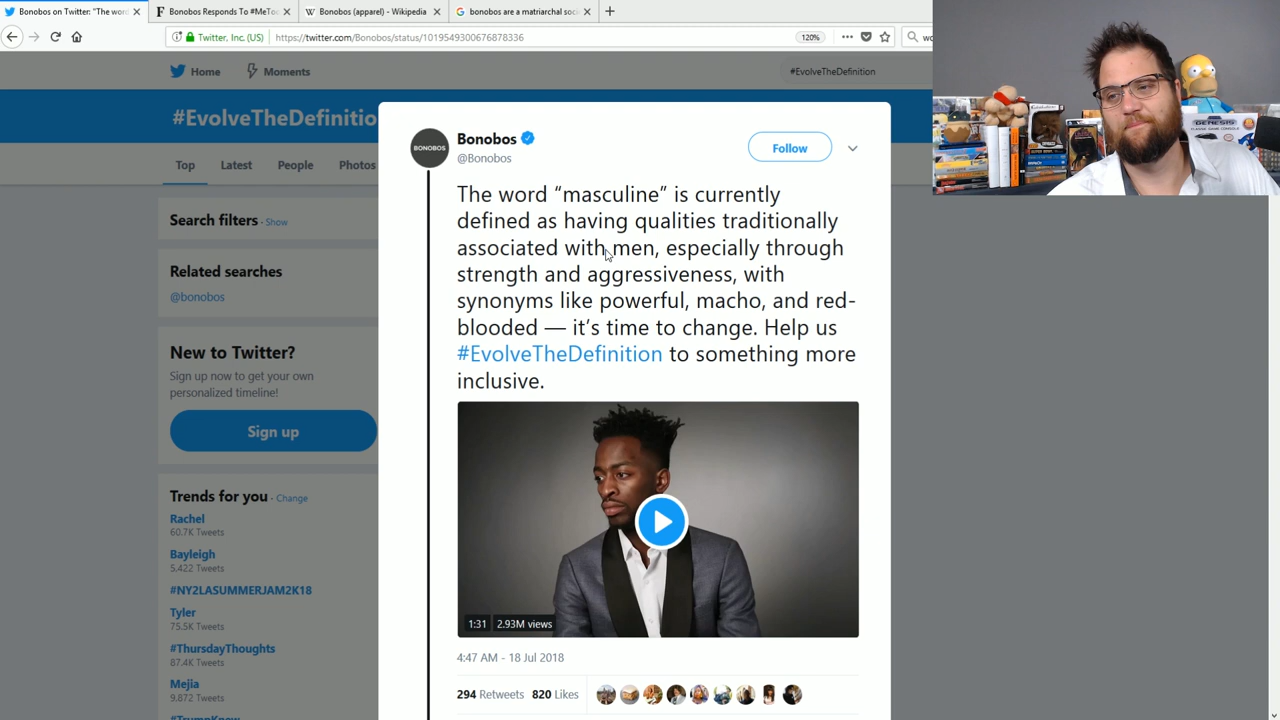 Bonobos on Twitter: "The wor
Bonobos Responds To #MeToo
Bonobos (apparel) - Wikipedia
bonobos are a matriarchal soci
Twitter, Inc. (US)
https://twitter.com/Bonobos/status/1019549300676878336
120%
Home
Moments
#EvolveTheDefinition
#EvolveTheDefinitio
Top
Latest
People
Photos
Search filters · Show
Related searches
@bonobos
New to Twitter?
Sign up now to get your own
personalized timeline!
Sign up
Trends for you · Change
Rachel
60.7K Tweets
Bayleigh
5,422 Tweets
#NY2LASUMMERJAM2K18
Tyler
75.5K Tweets
#ThursdayThoughts
87.4K Tweets
Mejia
9,872 Tweets
#TrumpKnew
BONOBOS
Bonobos
@Bonobos
Follow
The word “masculine” is currently
defined as having qualities traditionally
associated with men, especially through
strength and aggressiveness, with
synonyms like powerful, macho, and red-
blooded — it’s time to change. Help us
#EvolveTheDefinition to something more
inclusive.
1:31
2.93M views
4:47 AM - 18 Jul 2018
294 Retweets 820 Likes
GENESIS